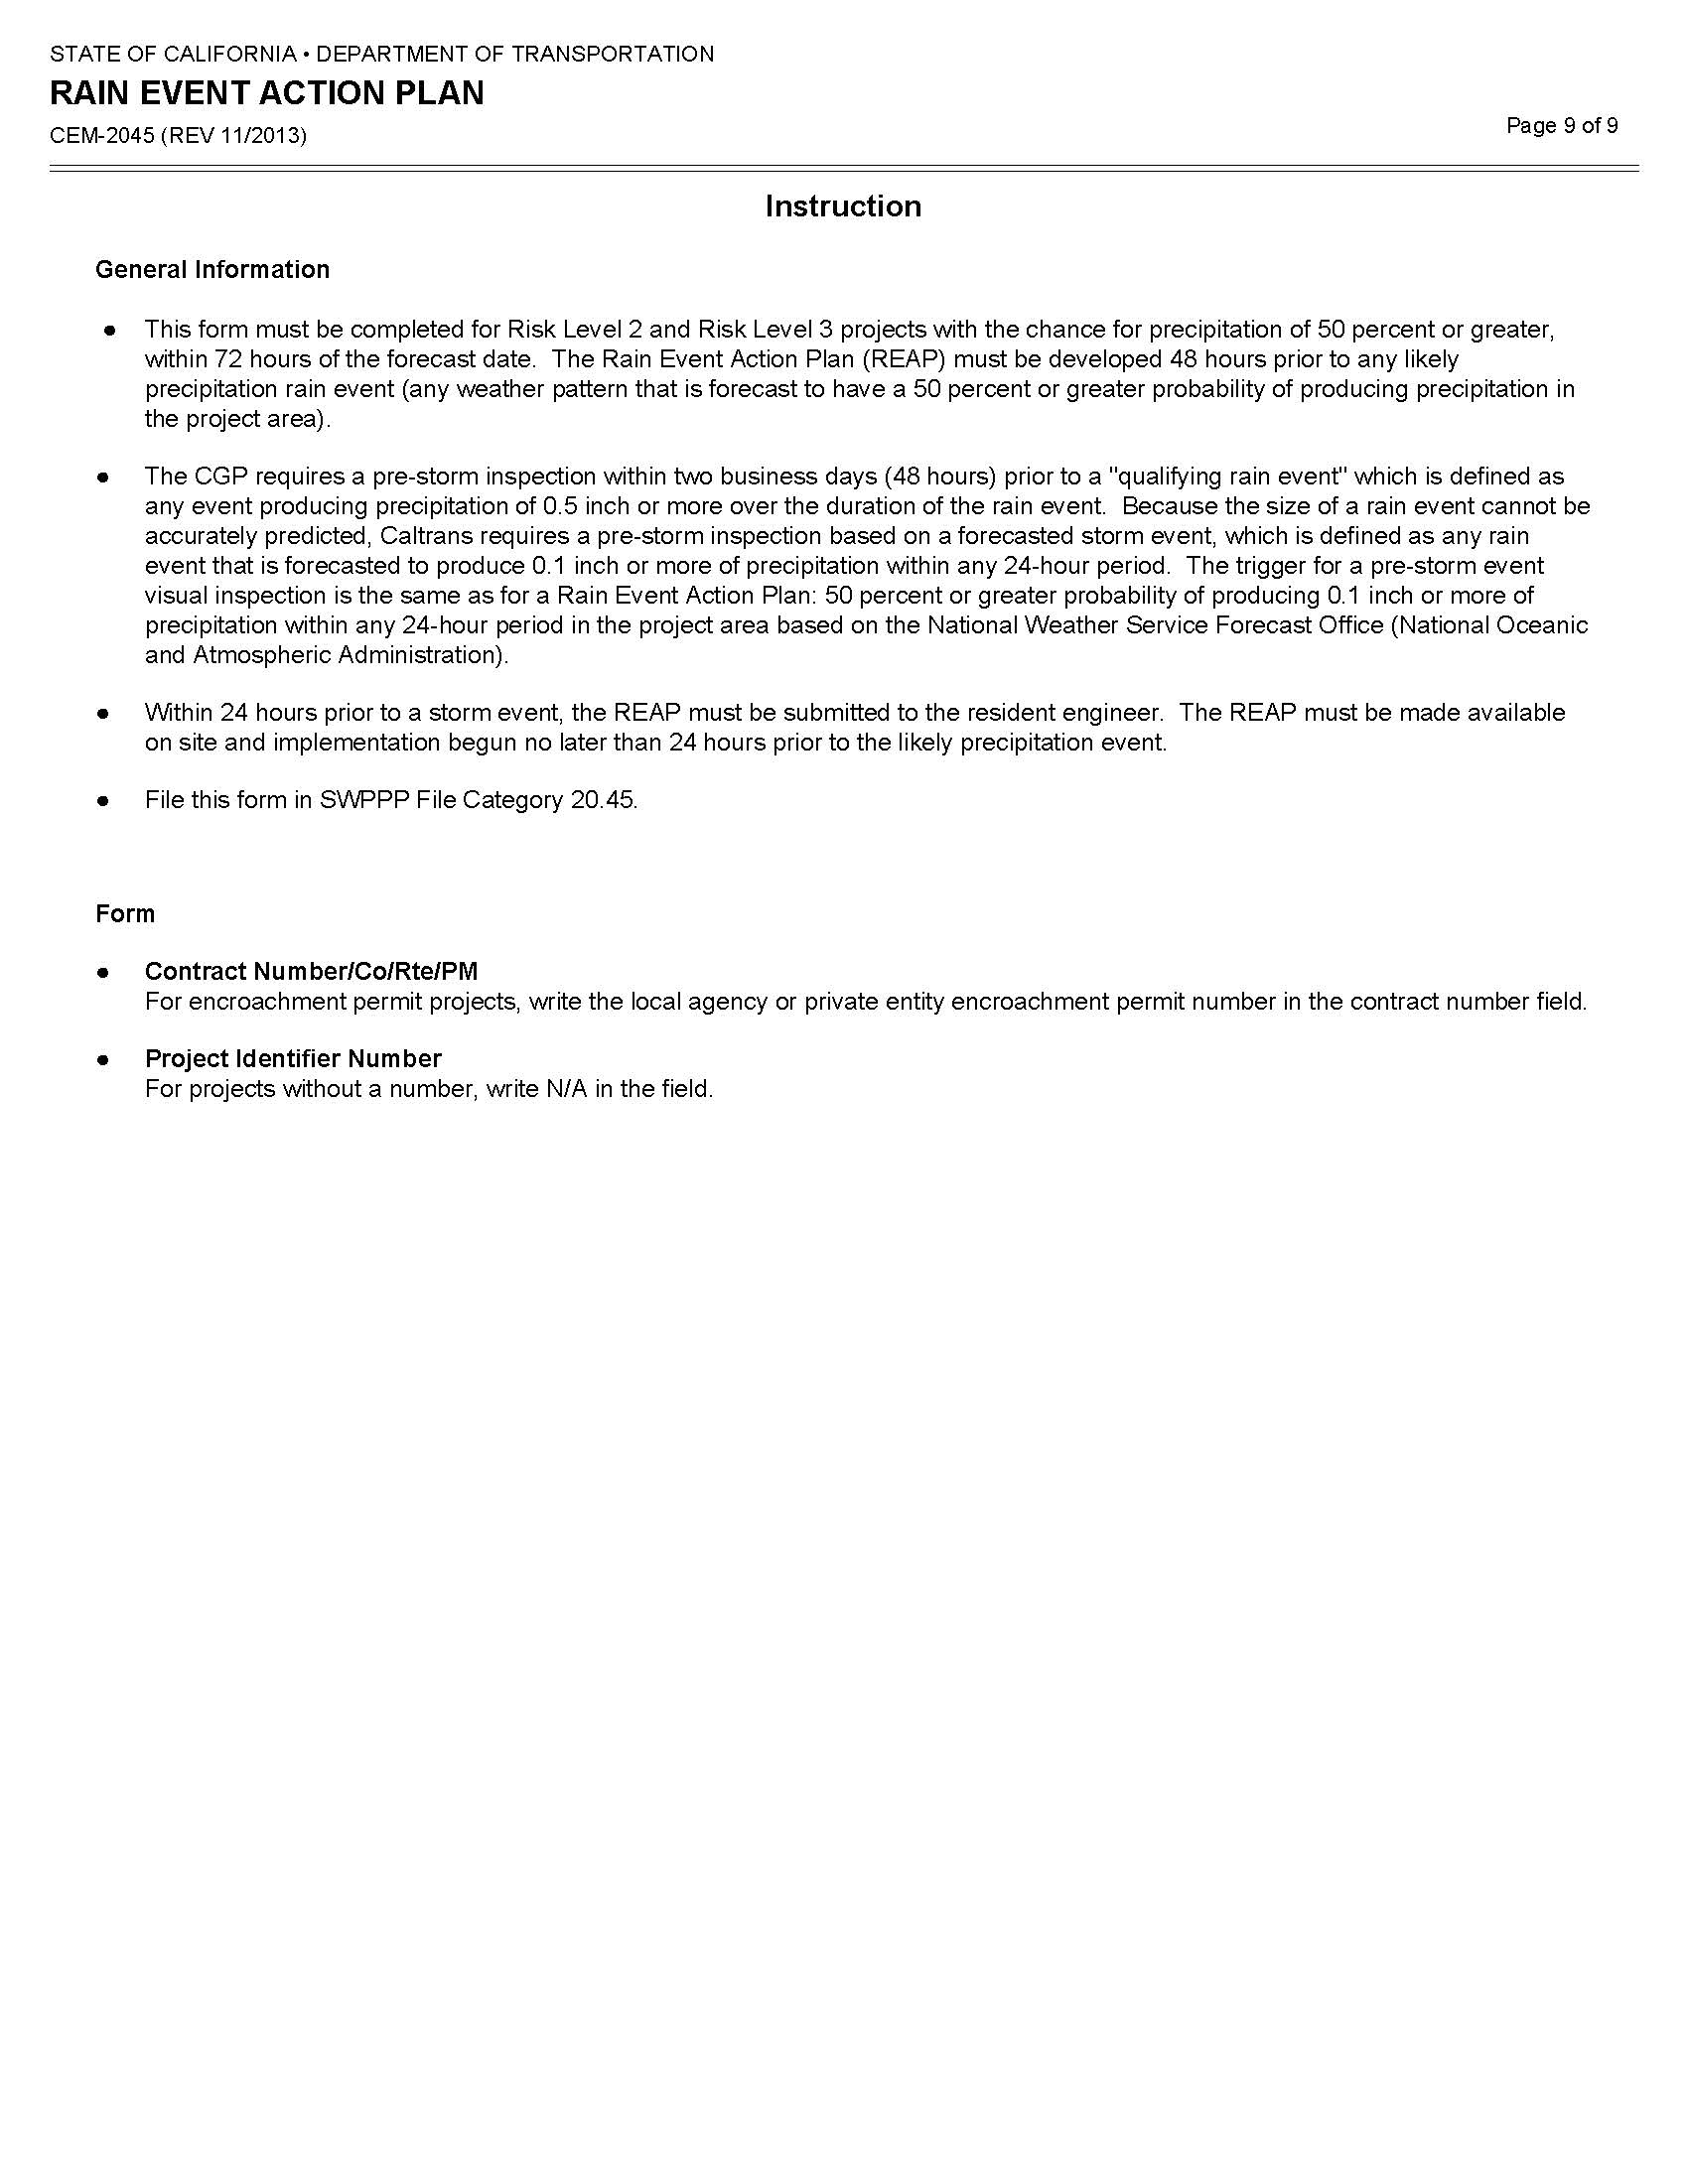 STATE OF CALIFORNIA • DEPARTMENT OF TRANSPORTATION
RAIN EVENT ACTION PLAN
CEM-2045 (REV 11/2013)
Page 9 of 9
Instruction
General Information
● This form must be completed for Risk Level 2 and Risk Level 3 projects with the chance for precipitation of 50 percent or greater,
within 72 hours of the forecast date.  The Rain Event Action Plan (REAP) must be developed 48 hours prior to any likely
precipitation rain event (any weather pattern that is forecast to have a 50 percent or greater probability of producing precipitation in
the project area).
● The CGP requires a pre-storm inspection within two business days (48 hours) prior to a "qualifying rain event" which is defined as
any event producing precipitation of 0.5 inch or more over the duration of the rain event.  Because the size of a rain event cannot be
accurately predicted, Caltrans requires a pre-storm inspection based on a forecasted storm event, which is defined as any rain
event that is forecasted to produce 0.1 inch or more of precipitation within any 24-hour period.  The trigger for a pre-storm event
visual inspection is the same as for a Rain Event Action Plan: 50 percent or greater probability of producing 0.1 inch or more of
precipitation within any 24-hour period in the project area based on the National Weather Service Forecast Office (National Oceanic
and Atmospheric Administration).
● Within 24 hours prior to a storm event, the REAP must be submitted to the resident engineer.  The REAP must be made available
on site and implementation begun no later than 24 hours prior to the likely precipitation event.
● File this form in SWPPP File Category 20.45.
Form
● Contract Number/Co/Rte/PM
For encroachment permit projects, write the local agency or private entity encroachment permit number in the contract number field.
● Project Identifier Number
For projects without a number, write N/A in the field.